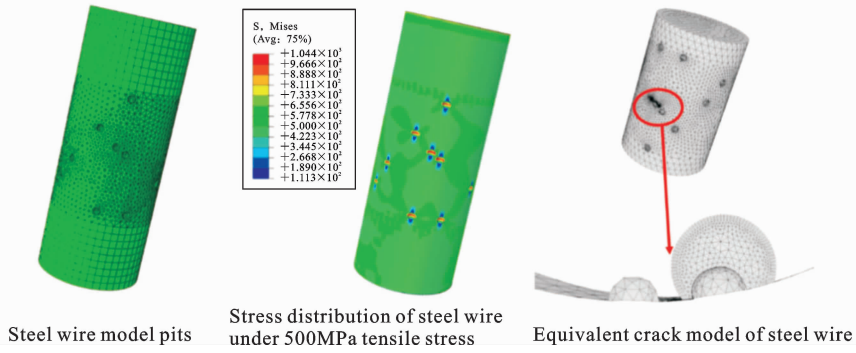 S, Mises
(Avg: 75%)
+1.044×10³
+9.666×10²
+8.888×10²
+8.111×10²
+7.333×10²
+6.556×10²
+5.778×10²
+5.000×10²
+4.223×10²
+3.445×10²
+2.668×10²
+1.890×10²
+1.113×10²
Steel wire model pits
Stress distribution of steel wire
under 500MPa tensile stress
Equivalent crack model of steel wire